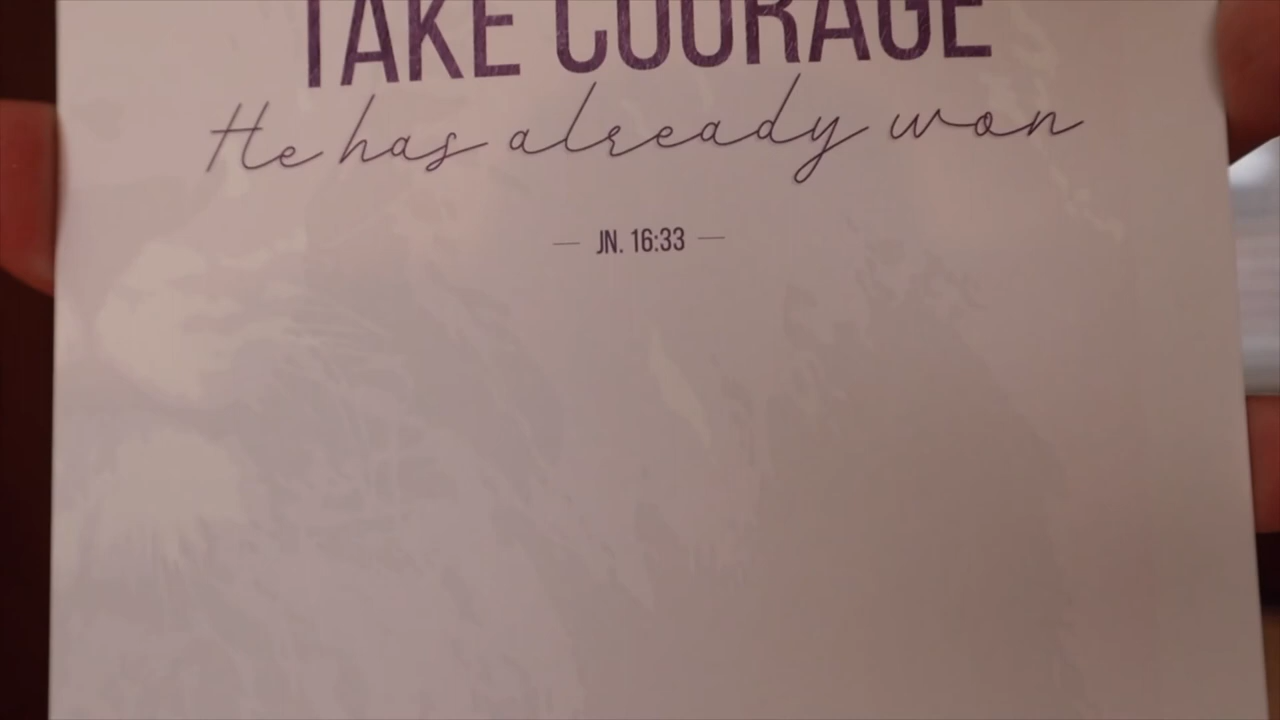 TAKE COURAGE
He has already won
— JN. 16:33 —